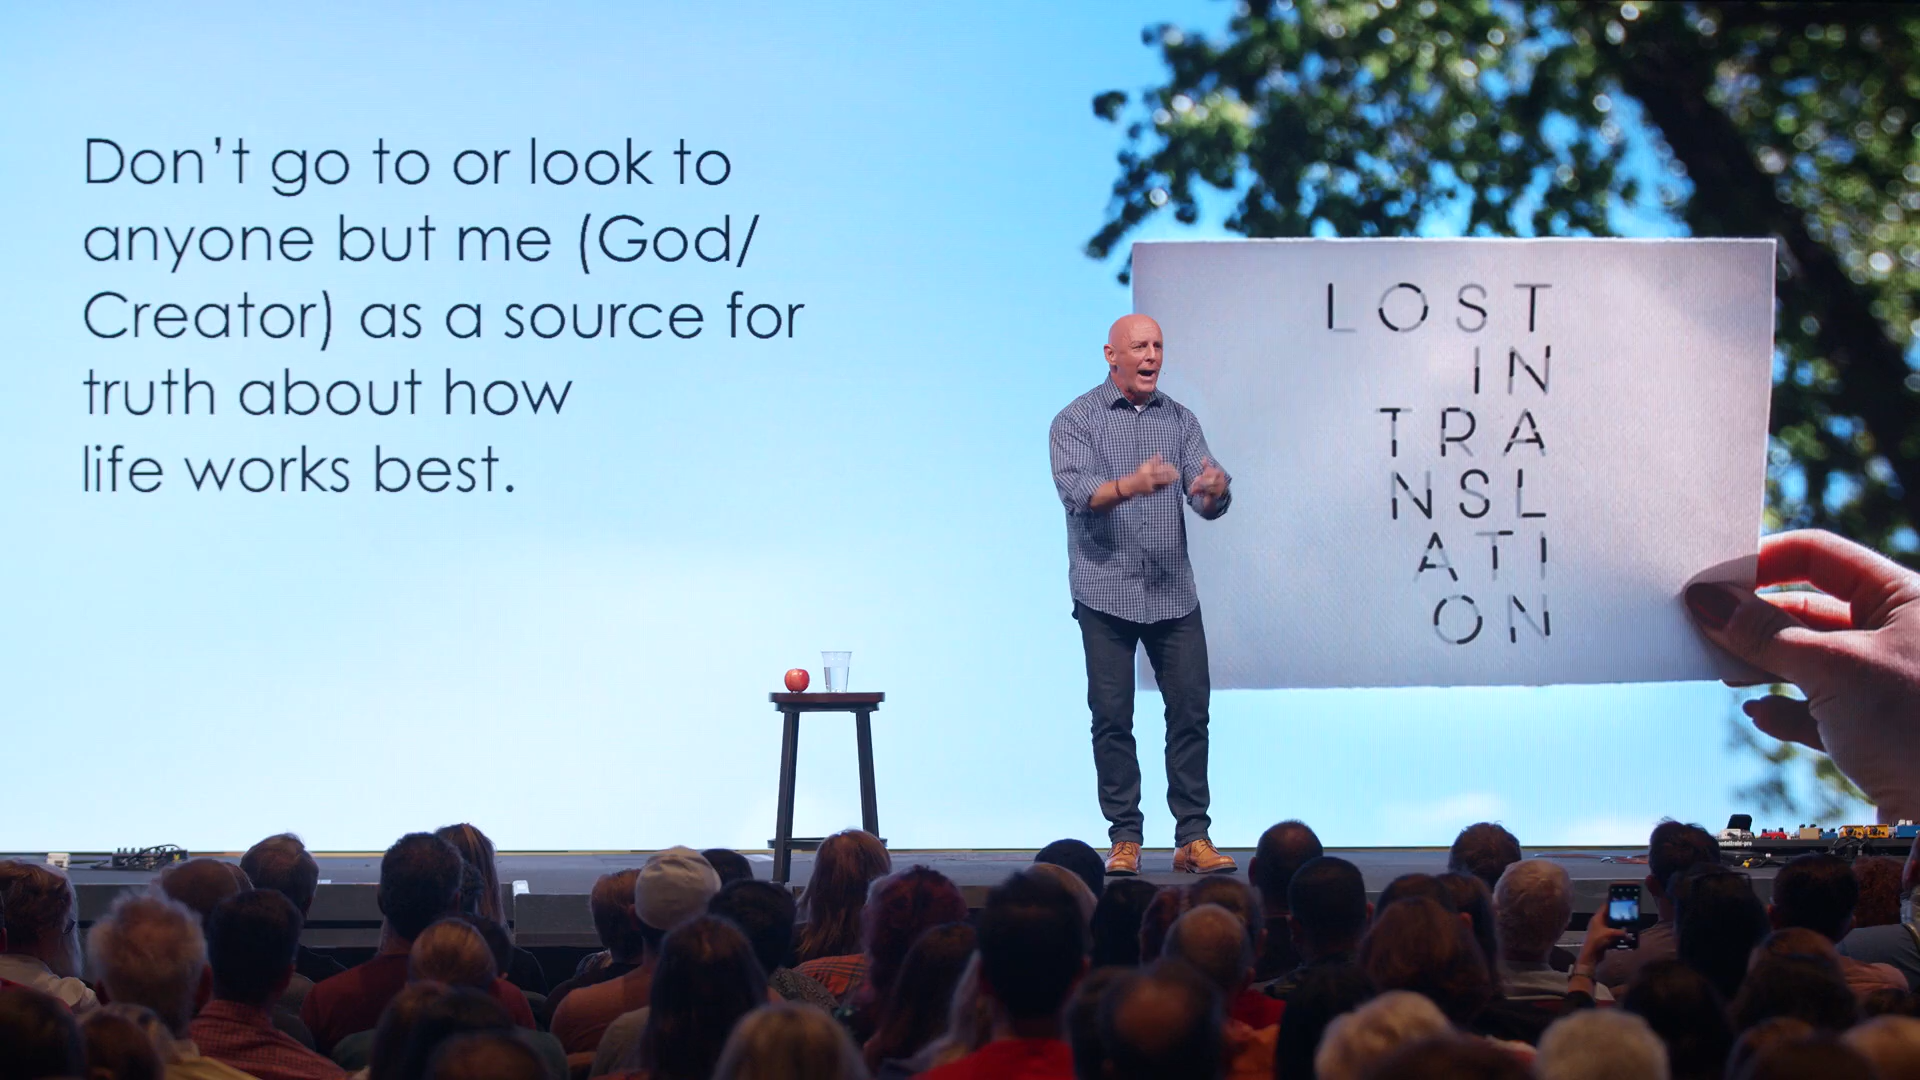 Don’t go to or look to
anyone but me (God/
Creator) as a source for
truth about how
life works best.
LOST
IN
TRA
NSL
ATI
ON